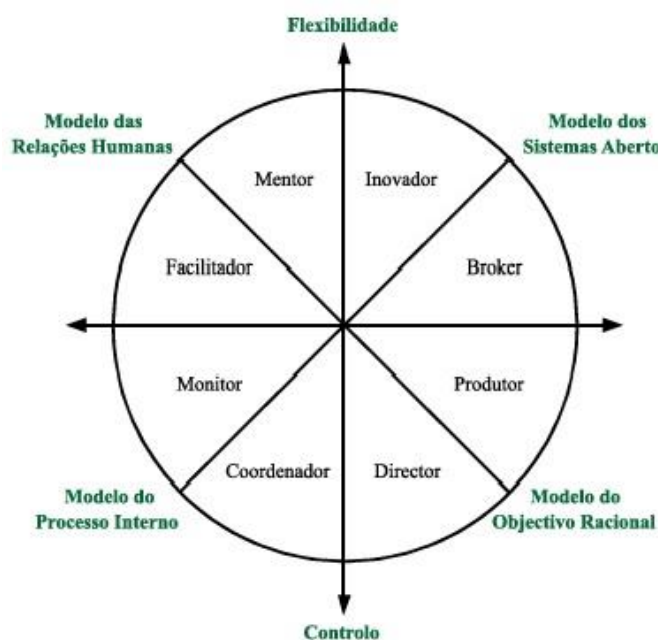 Flexibilidade
Modelo das
Relações Humanas
Modelo dos
Sistemas Aberto
Mentor
Inovador
Facilitador
Broker
Monitor
Produtor
Coordenador
Director
Modelo do
Processo Interno
Modelo do
Objectivo Racional
Controlo